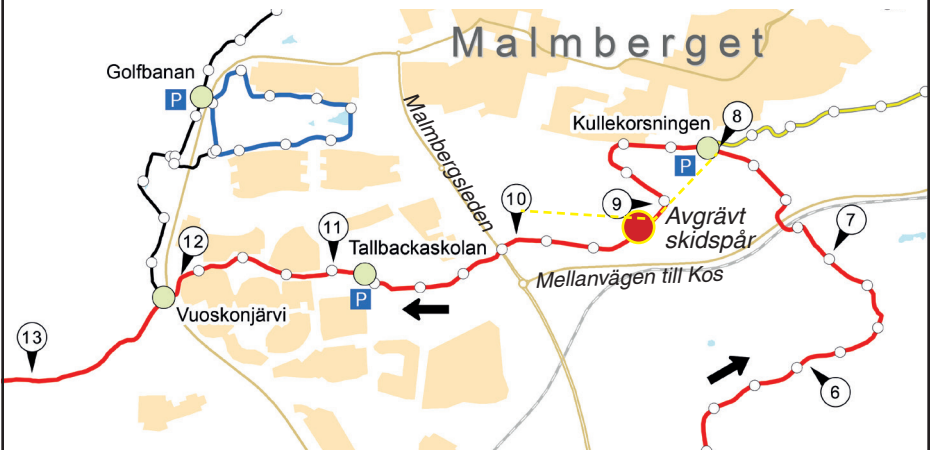 Malmberget
Golfbanan
P
Malmbergsleden
Kullekorsningen
8
P
10
9
Avgrävt
skidspår
7
12
11
Tallbackaskolan
P
Mellanvägen till Kos
Vuoskonjärvi
13
6